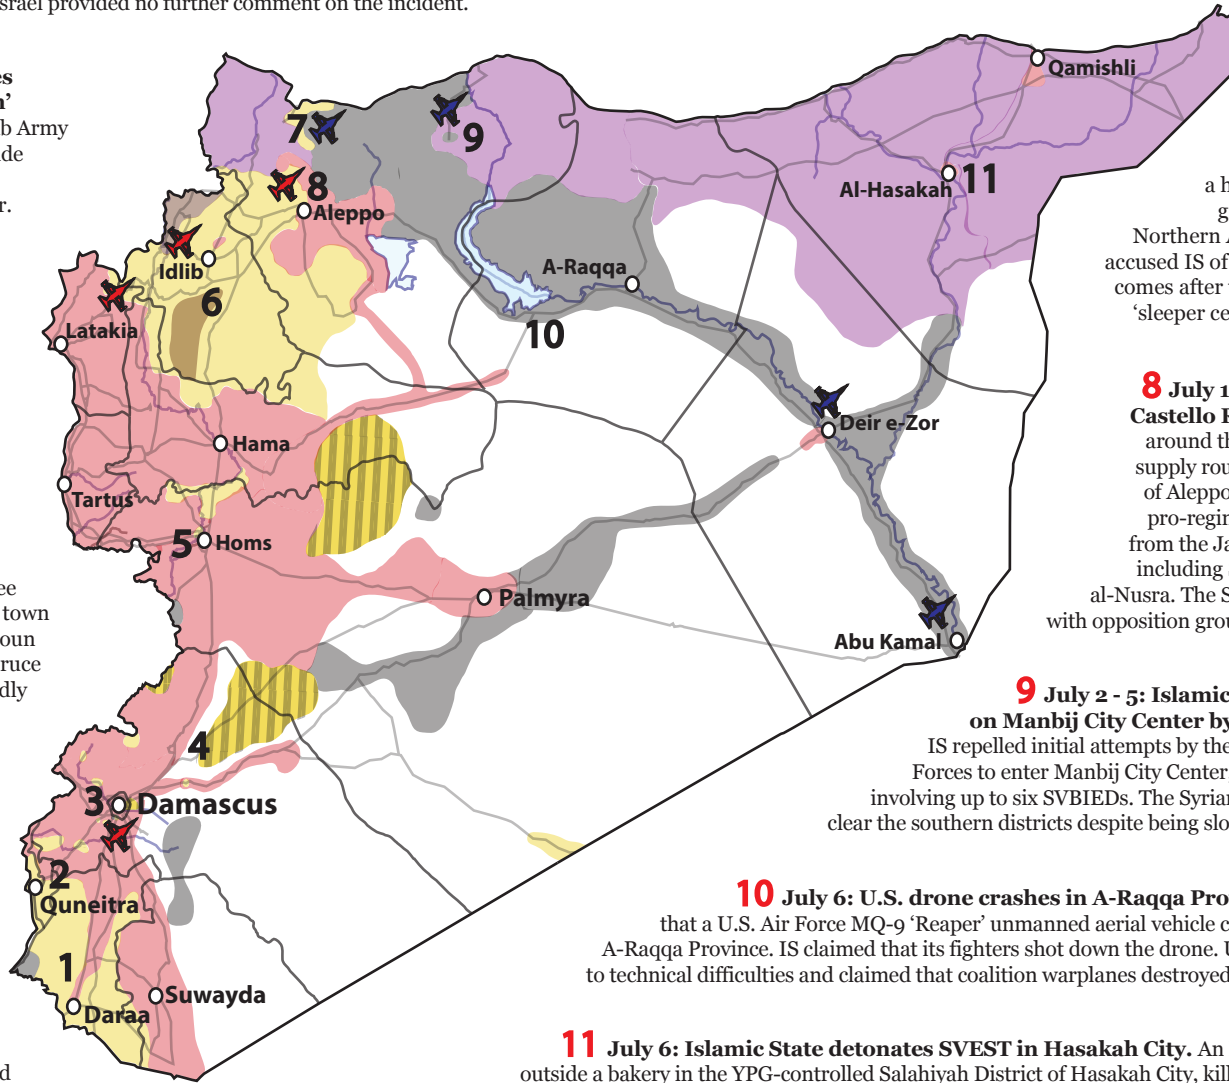 srael provided no further comment on the incident.
es
n’
b Army
de
r.
ee
town
oun
ruce
dly
d
7
9
8
Aleppo
Idlib
6
Latakia
Hama
Tartus
5
Homs
Palmyra
4
3
Damascus
2
Quneitra
1
Daraa
Suwayda
Qamishli
Al-Hasakah
11
A-Raqqa
10
Deir e-Zor
Abu Kamal
a h
g
Northern A
accused IS of
comes after
‘sleeper ce
8 July 1
Castello R
around th
supply rou
of Aleppo
pro-regim
from the Ja
including
al-Nusra. The S
with opposition grou
9 July 2 - 5: Islamic
on Manbij City Center by
IS repelled initial attempts by the
Forces to enter Manbij City Center,
involving up to six SVBIEDs. The Syrian
clear the southern districts despite being slo
10 July 6: U.S. drone crashes in A-Raqqa Pro
that a U.S. Air Force MQ-9 ‘Reaper’ unmanned aerial vehicle c
A-Raqqa Province. IS claimed that its fighters shot down the drone. U
to technical difficulties and claimed that coalition warplanes destroyed
11 July 6: Islamic State detonates SVEST in Hasakah City. An
outside a bakery in the YPG-controlled Salahiyah District of Hasakah City, kill